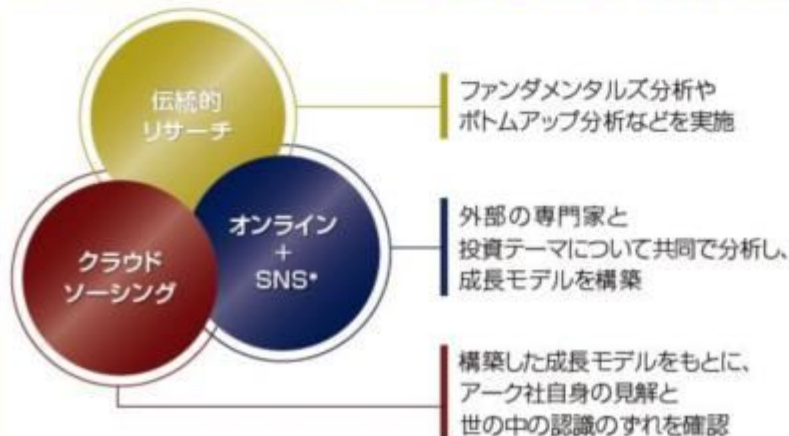 伝統的
リサーチ
ファンダメンタルズ分析や
ボトムアップ分析などを実施
オンライン
+
SNS*
外部の専門家と
投資テーマについて共同で分析し、
成長モデルを構築
クラウド
ソーシング
構築した成長モデルをもとに、
アーク社自身の見解と
世の中の認識のずれを確認